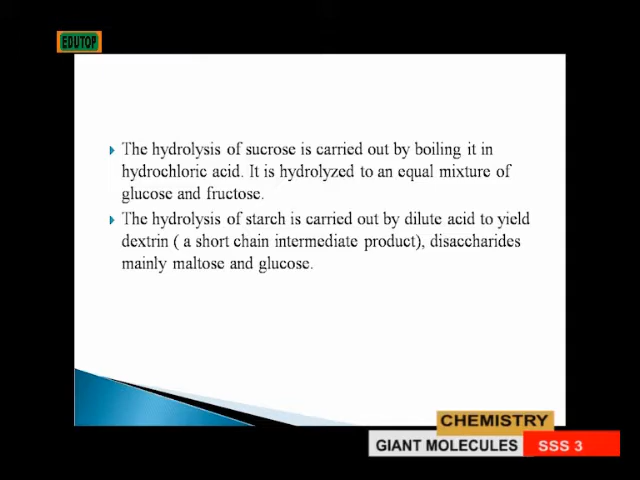 EDUTOP
The hydrolysis of sucrose is carried out by boiling it in
hydrochloric acid. It is hydrolyzed to an equal mixture of
glucose and fructose.
The hydrolysis of starch is carried out by dilute acid to yield
dextrin ( a short chain intermediate product), disaccharides
mainly maltose and glucose.
CHEMISTRY
GIANT MOLECULES SSS 3